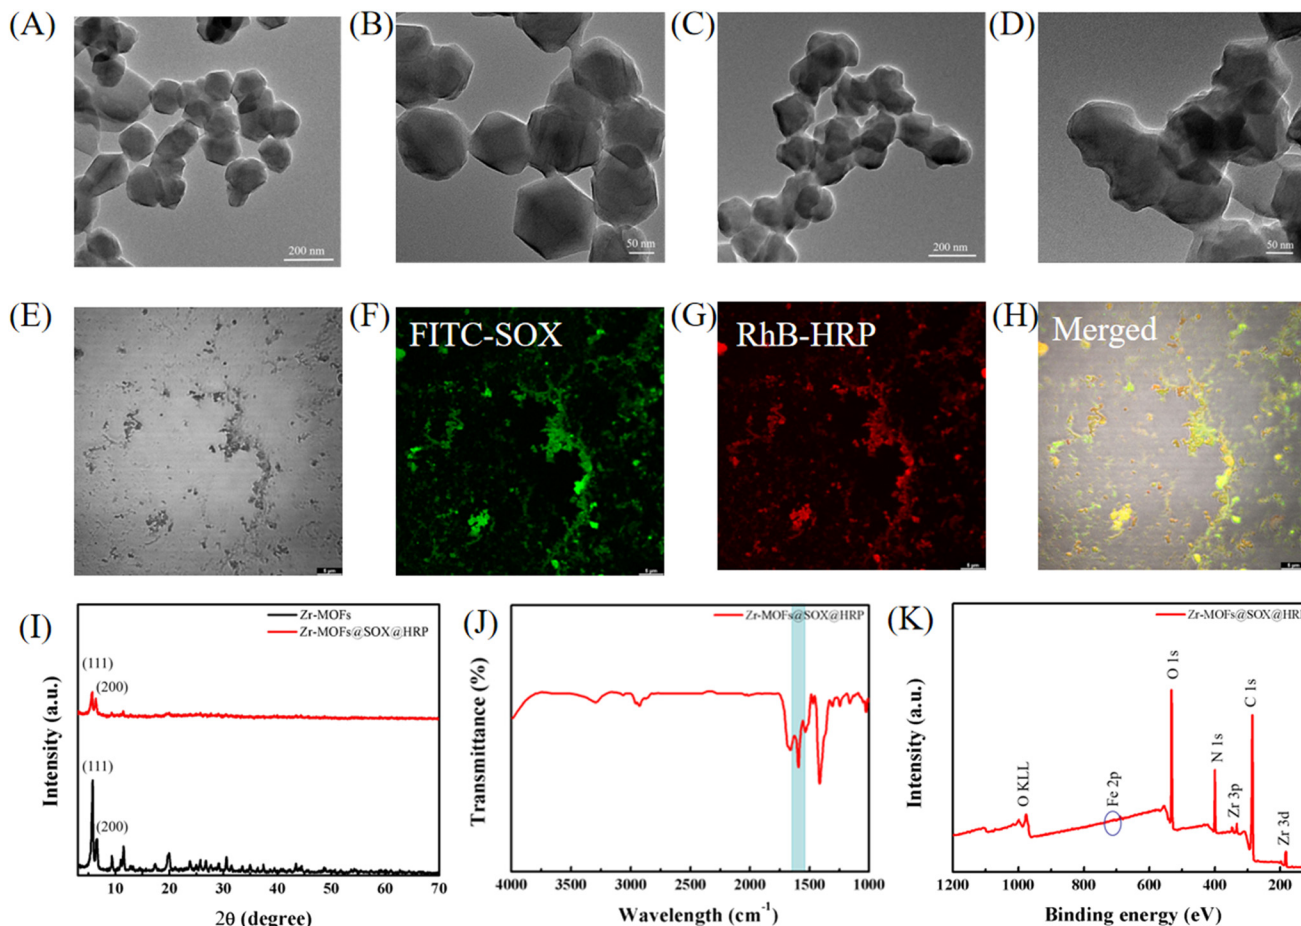 (A)
(B)
(C)
(D)
200 nm
50 nm
200 nm
50 nm
(E)
(F)
(G)
(H)
FITC-SOX
RhB-HRP
Merged
(I)
Zr-MOFs
Zr-MOFs@SOX@HRP
(111)
(200)
(111)
(200)
Intensity (a.u.)
10
20
30
40
50
60
70
2θ (degree)
(J)
Zr-MOFs@SOX@HRP
Transmittance (%)
4000
3500
3000
2500
2000
1500
1000
Wavelength (cm⁻¹)
(K)
Zr-MOFs@SOX@HRP
O KLL
Fe 2p
O 1s
N 1s
Zr 3p
C 1s
Zr 3d
Intensity (a.u.)
1200
1000
800
600
400
200
Binding energy (eV)